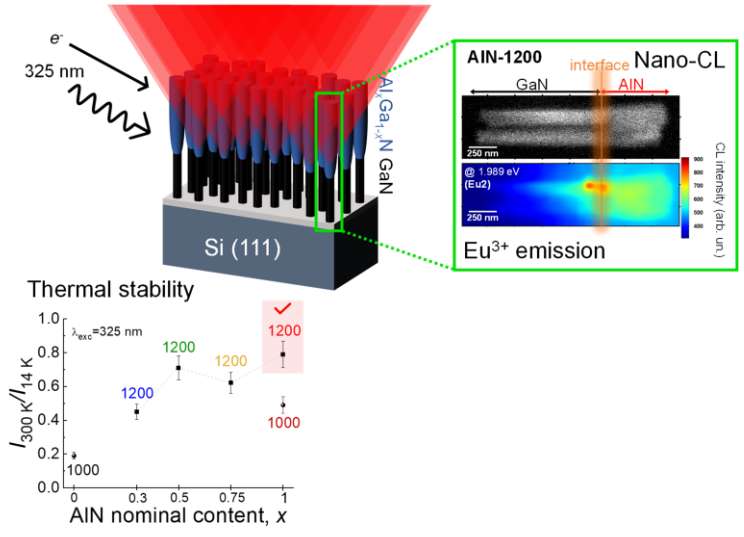 e-
325 nm
AlxGa1-xN GaN
Si (111)
AlN-1200
interface
Nano-CL
GaN
AlN
250 nm
@ 1.989 eV
(Eu2)
250 nm
CL intensity (arb. un.)
900
800
700
600
500
400
Eu3+ emission
Thermal stability
λexc=325 nm
I300 K/I14 K
1.0
0.8
0.6
0.4
0.2
0.0
1000
1200
1200
1200
1200
1000
0
0.3
0.5
0.75
1
AlN nominal content, x